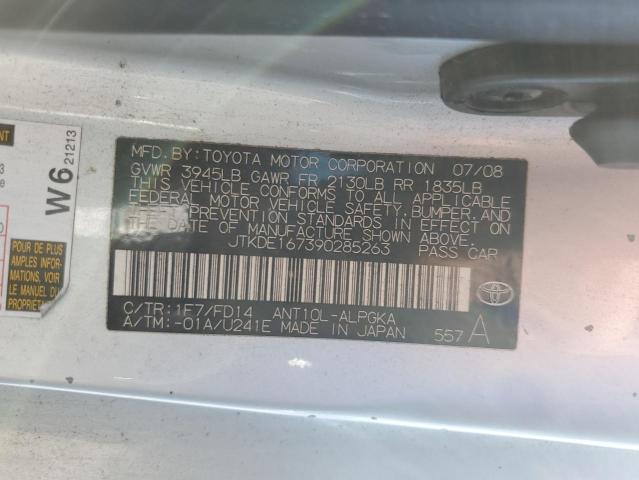 MFD. BY: TOYOTA MOTOR CORPORATION 07/08
GVWR 3945LB GAWR FR 2130LB RR 1835LB
THIS VEHICLE CONFORMS TO ALL APPLICABLE
FEDERAL MOTOR VEHICLE SAFETY, BUMPER, AND
THEFT PREVENTION STANDARDS IN EFFECT ON
THE DATE OF MANUFACTURE SHOWN ABOVE.
JTKDE167390285263 PASS CAR
C/TR: 1F7/FD14 ANT10L-ALPGKA
A/TM: -01A/U241E MADE IN JAPAN 557A
TOYOTA
W6
21213
POUR DE PLUS
AMPLES INFOR-
MATIONS,